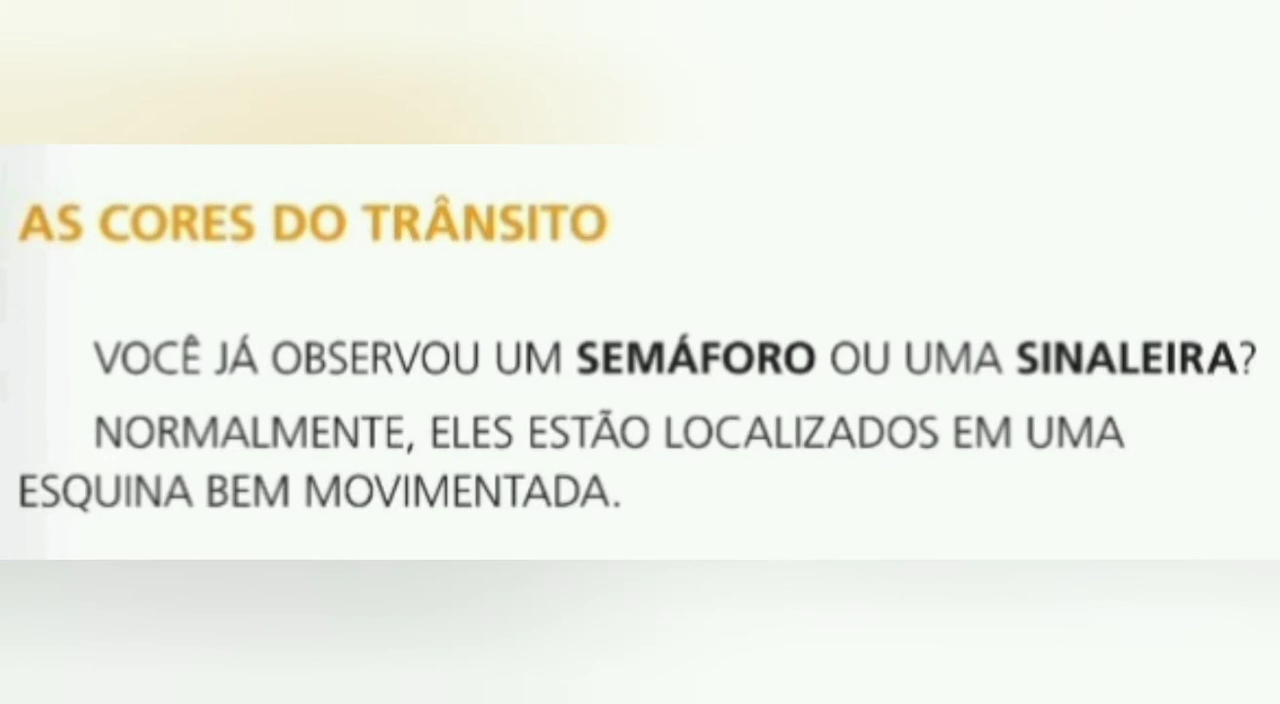 AS CORES DO TRÂNSITO
VOCÊ JÁ OBSERVOU UM SEMÁFORO OU UMA SINALEIRA?
NORMALMENTE, ELES ESTÃO LOCALIZADOS EM UMA
ESQUINA BEM MOVIMENTADA.